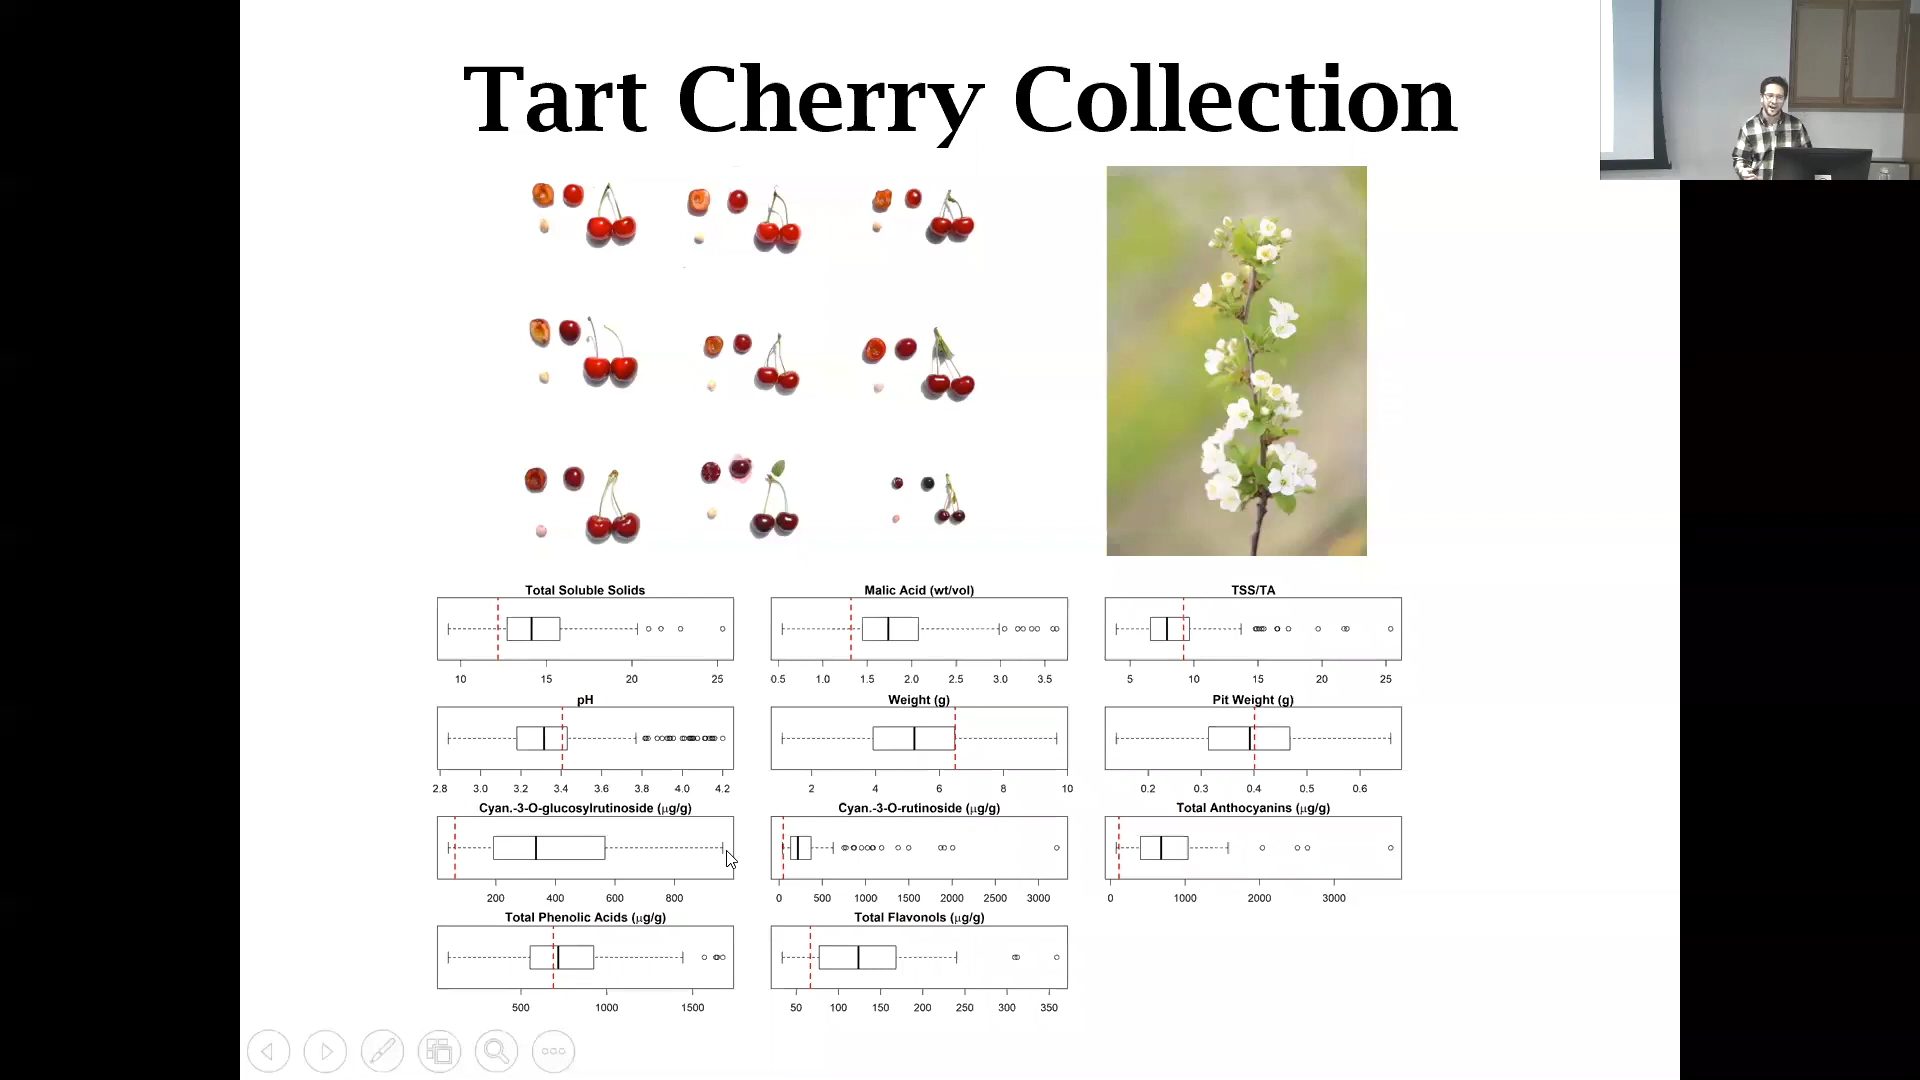 Tart Cherry Collection
Total Soluble Solids
Malic Acid (wt/vol)
TSS/TA
10 15 20 25
0.5 1.0 1.5 2.0 2.5 3.0 3.5
5 10 15 20 25
pH
Weight (g)
Pit Weight (g)
2.8 3.0 3.2 3.4 3.6 3.8 4.0 4.2
2 4 6 8 10
0.2 0.3 0.4 0.5 0.6
Cyan.-3-O-glucosylrutinoside (μg/g)
Cyan.-3-O-rutinoside (μg/g)
Total Anthocyanins (μg/g)
200 400 600 800
0 500 1000 1500 2000 2500 3000
0 1000 2000 3000
Total Phenolic Acids (μg/g)
Total Flavonols (μg/g)
500 1000 1500
50 100 150 200 250 300 350